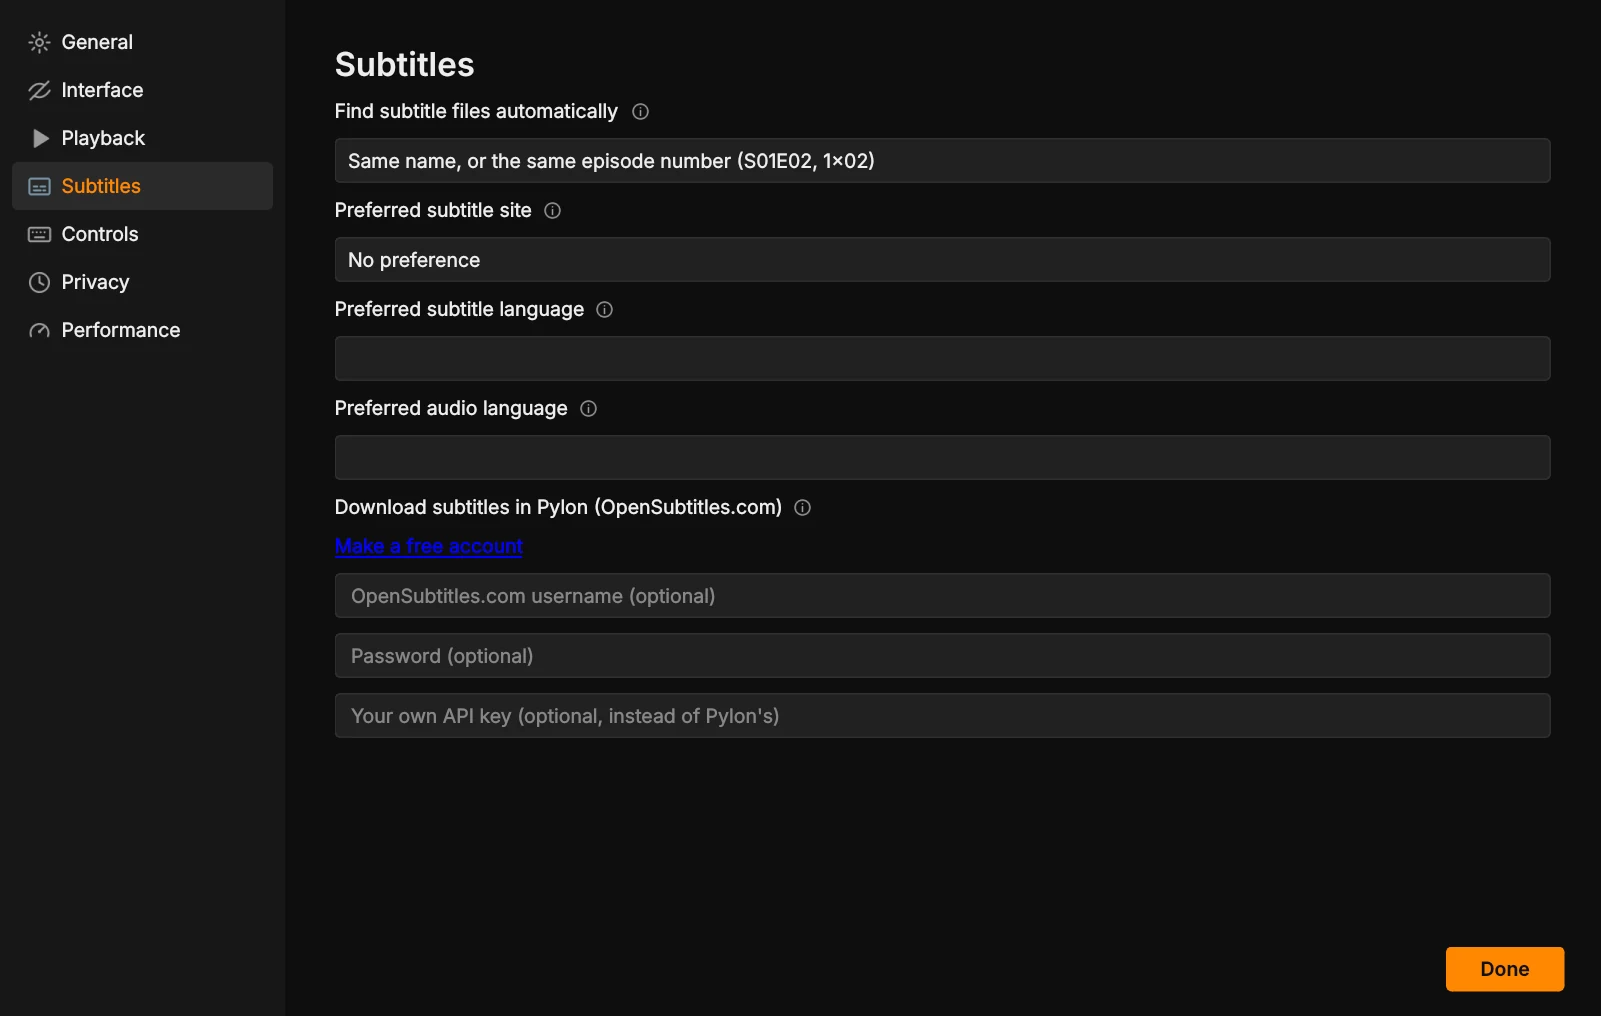 General
Interface
Playback
Subtitles
Controls
Privacy
Performance
Subtitles
Find subtitle files automatically
Same name, or the same episode number (S01E02, 1×02)
Preferred subtitle site
No preference
Preferred subtitle language
Preferred audio language
Download subtitles in Pylon (OpenSubtitles.com)
Make a free account
OpenSubtitles.com username (optional)
Password (optional)
Your own API key (optional, instead of Pylon's)
Done